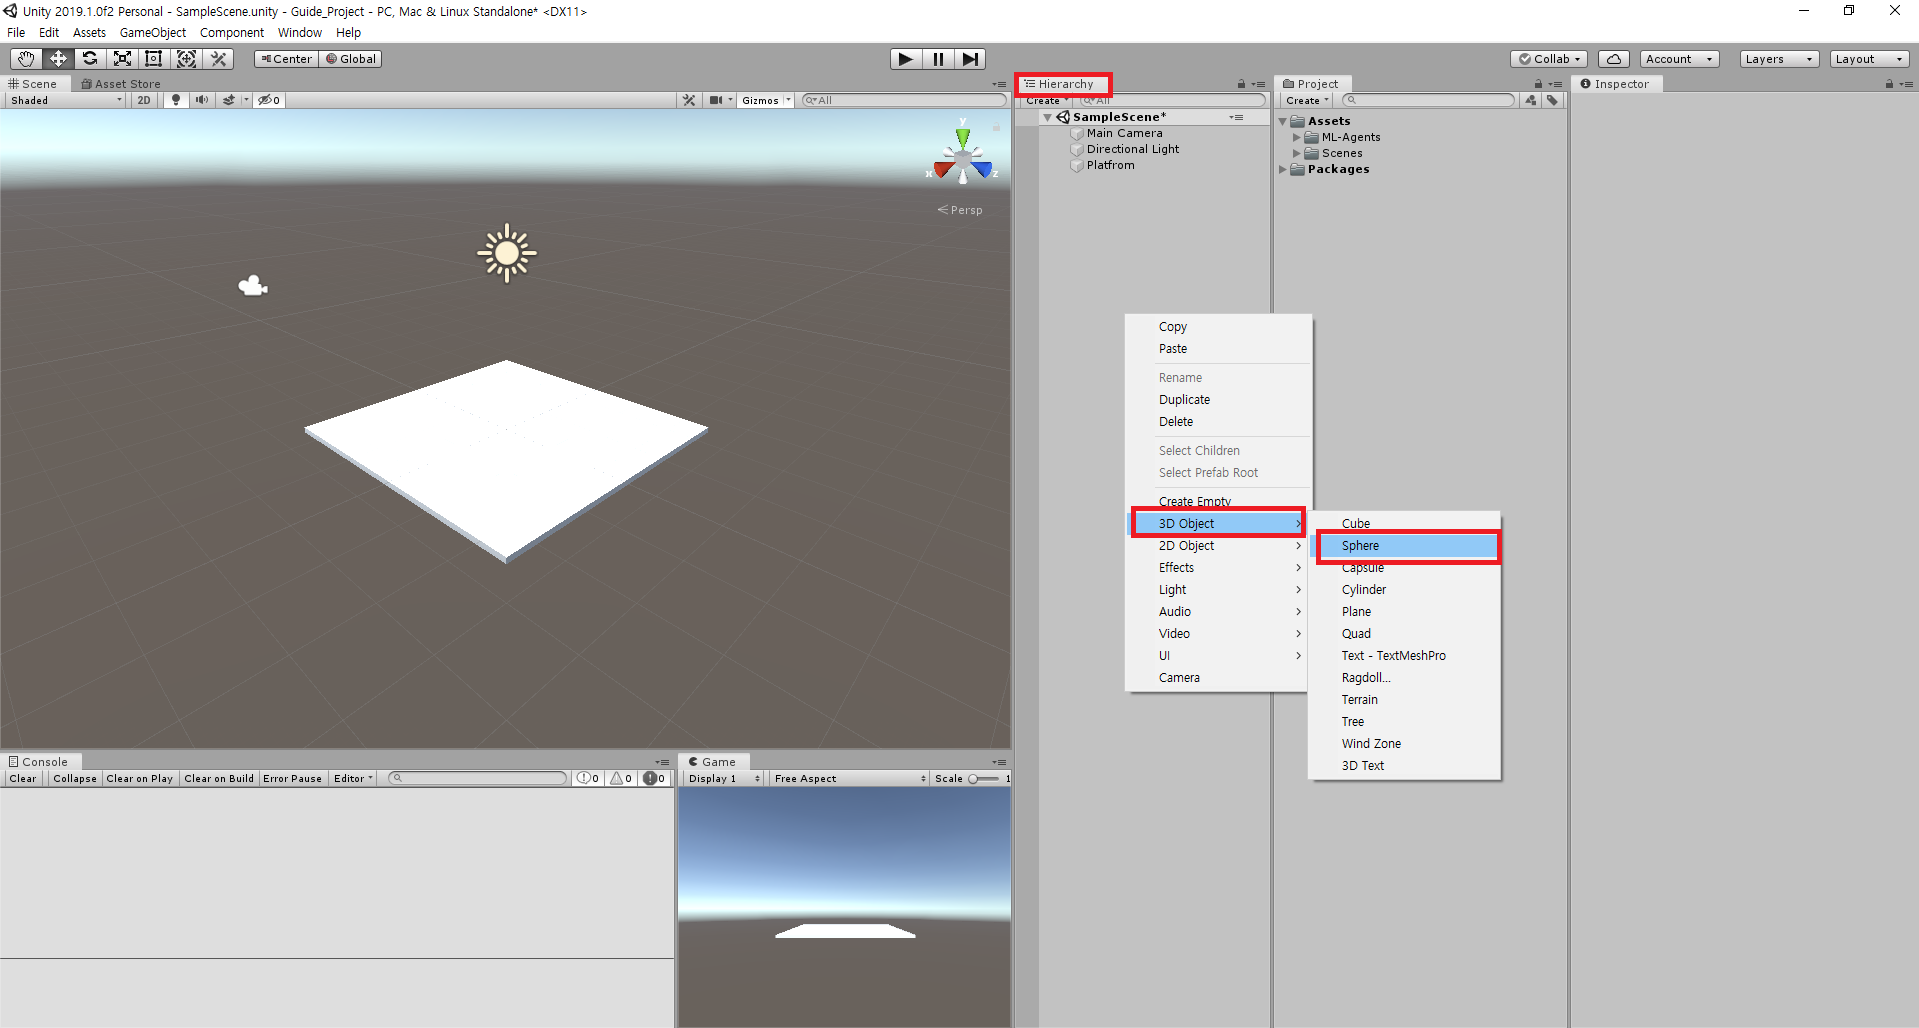 Unity 2019.1.0f2 Personal - SampleScene.unity - Guide_Project - PC, Mac & Linux Standalone* <DX11>
File Edit Assets GameObject Component Window Help
Center Global Collab Account Layers Layout
Scene Asset Store
Shaded 2D 0 Gizmos All
y
x z
Persp
Hierarchy
Create All
SampleScene*
Main Camera
Directional Light
Platfrom
Project
Create
Assets
ML-Agents
Scenes
Packages
Inspector
Copy
Paste
Rename
Duplicate
Delete
Select Children
Select Prefab Root
Create Empty
3D Object
2D Object
Effects
Light
Audio
Video
UI
Camera
Cube
Sphere
Capsule
Cylinder
Plane
Quad
Text - TextMeshPro
Ragdoll...
Terrain
Tree
Wind Zone
3D Text
Console
Clear Collapse Clear on Play Clear on Build Error Pause Editor 0 0 0
Game
Display 1 Free Aspect Scale 1